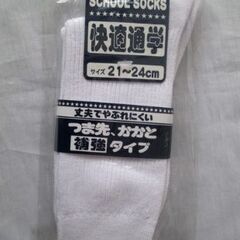 SCHOOL SOCKS
快適通学
サイズ 21~24cm
丈夫でやぶれにくい
つま先、かかと
補強タイプ